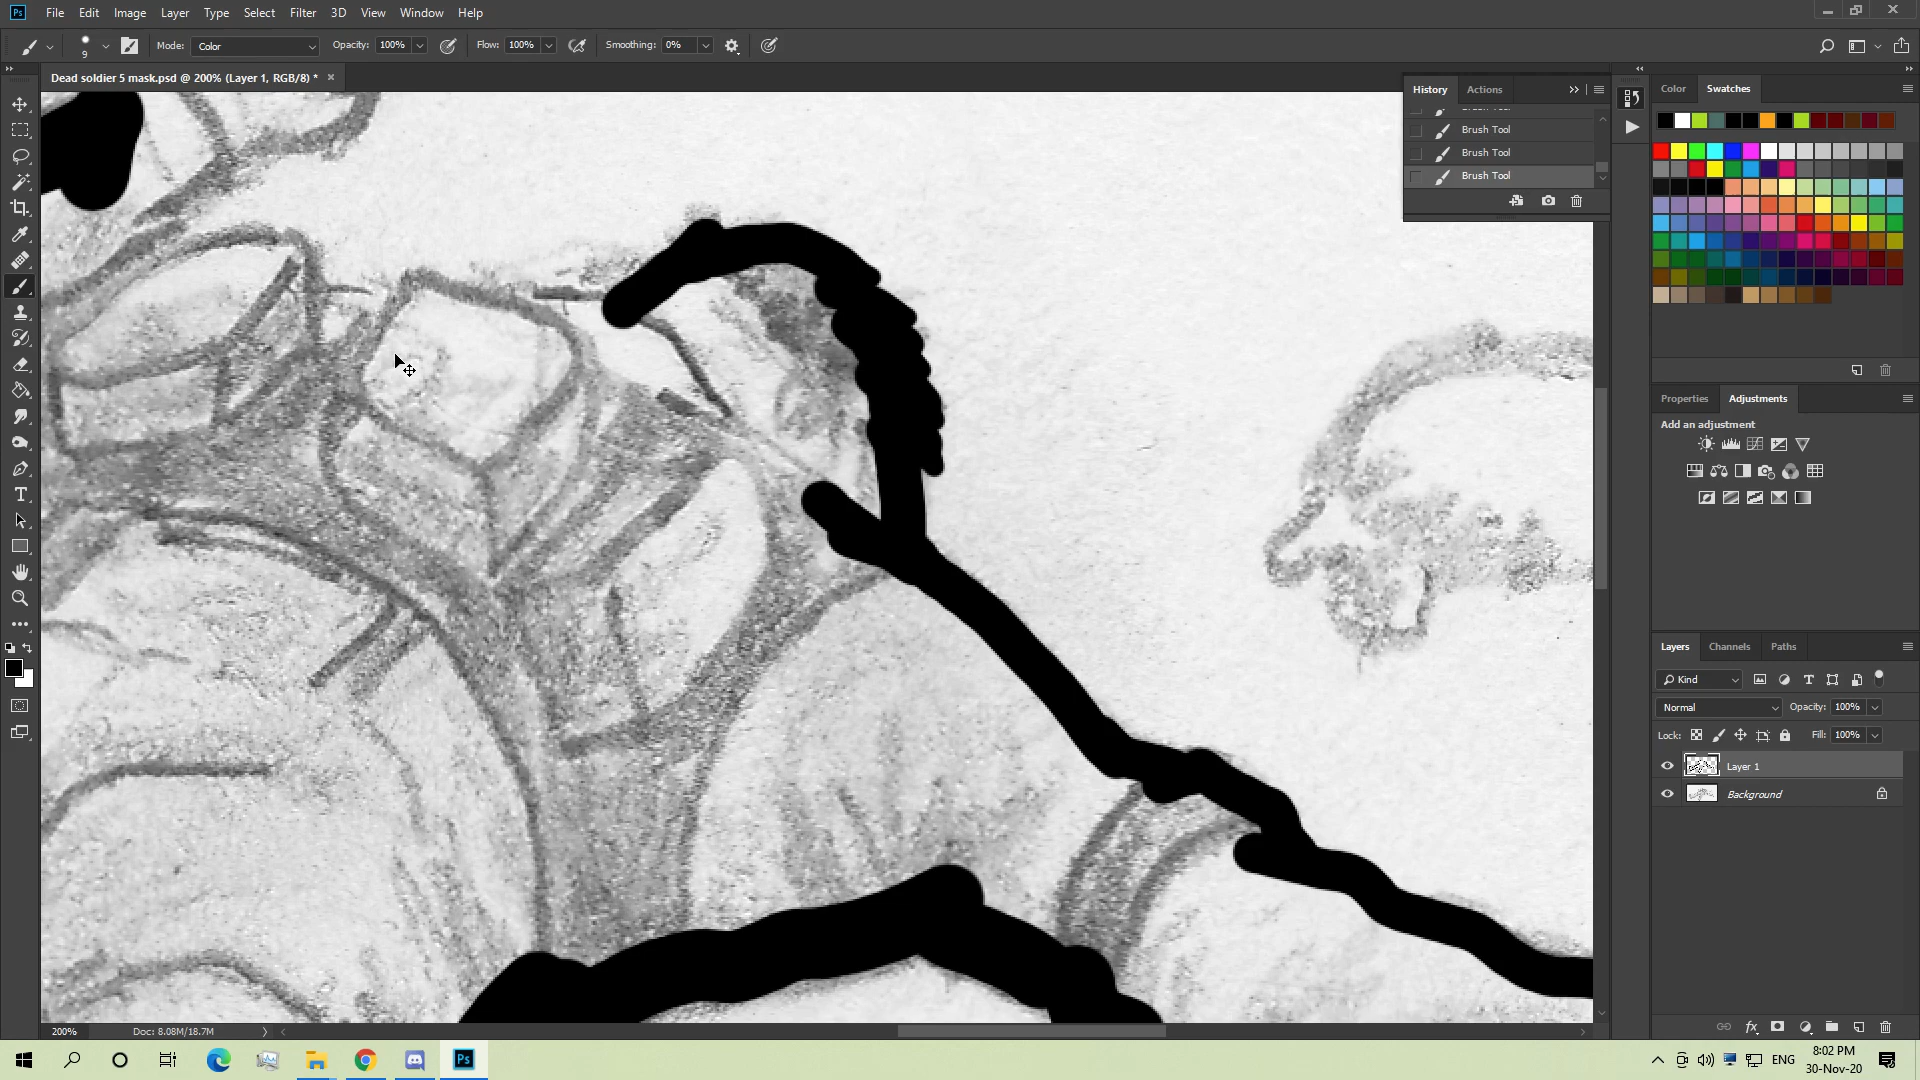 Ps File Edit Image Layer Type Select Filter 3D View Window Help
9 Mode: Color Opacity: 100% Flow: 100% Smoothing: 0%
Dead soldier 5 mask.psd @ 200% (Layer 1, RGB/8) * ×
History Actions
Brush Tool
Brush Tool
Brush Tool
Color Swatches
Properties Adjustments
Add an adjustment
Layers Channels Paths
Kind
Normal Opacity: 100%
Lock: Fill: 100%
Layer 1
Background
200% Doc: 8.08M/18.7M
Ps ENG 8:02 PM
30-Nov-20